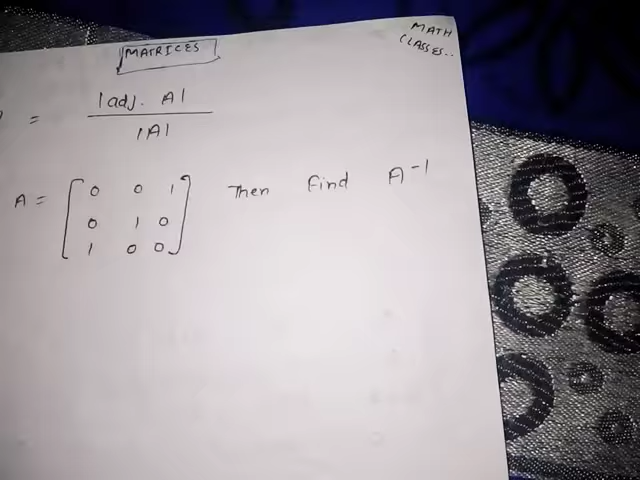 MATRICES
MATH
CLASSES..
= |adj. A|
|A|
A = [ 0 0 1 Then Find A-1
0 1 0
1 0 0 ]